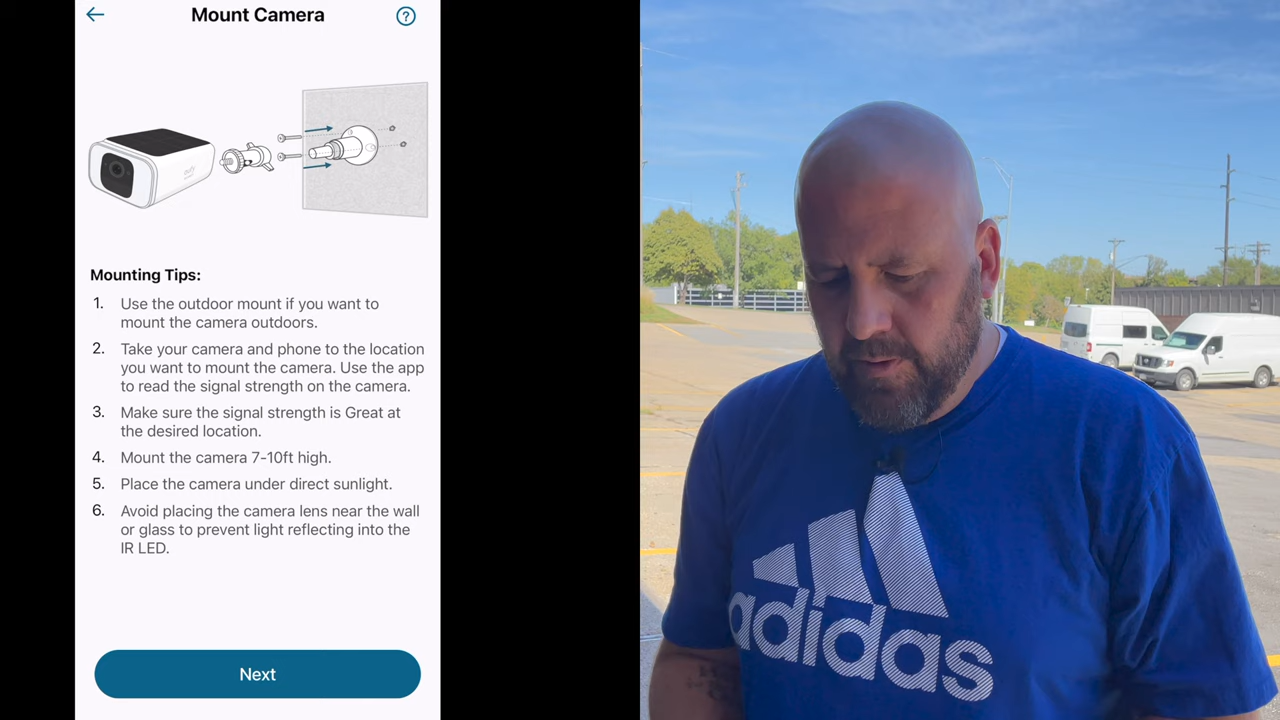 Mount Camera
?
eufy
Mounting Tips:
1. Use the outdoor mount if you want to
mount the camera outdoors.
2. Take your camera and phone to the location
you want to mount the camera. Use the app
to read the signal strength on the camera.
3. Make sure the signal strength is Great at
the desired location.
4. Mount the camera 7-10ft high.
5. Place the camera under direct sunlight.
6. Avoid placing the camera lens near the wall
or glass to prevent light reflecting into the
IR LED.
Next
adidas